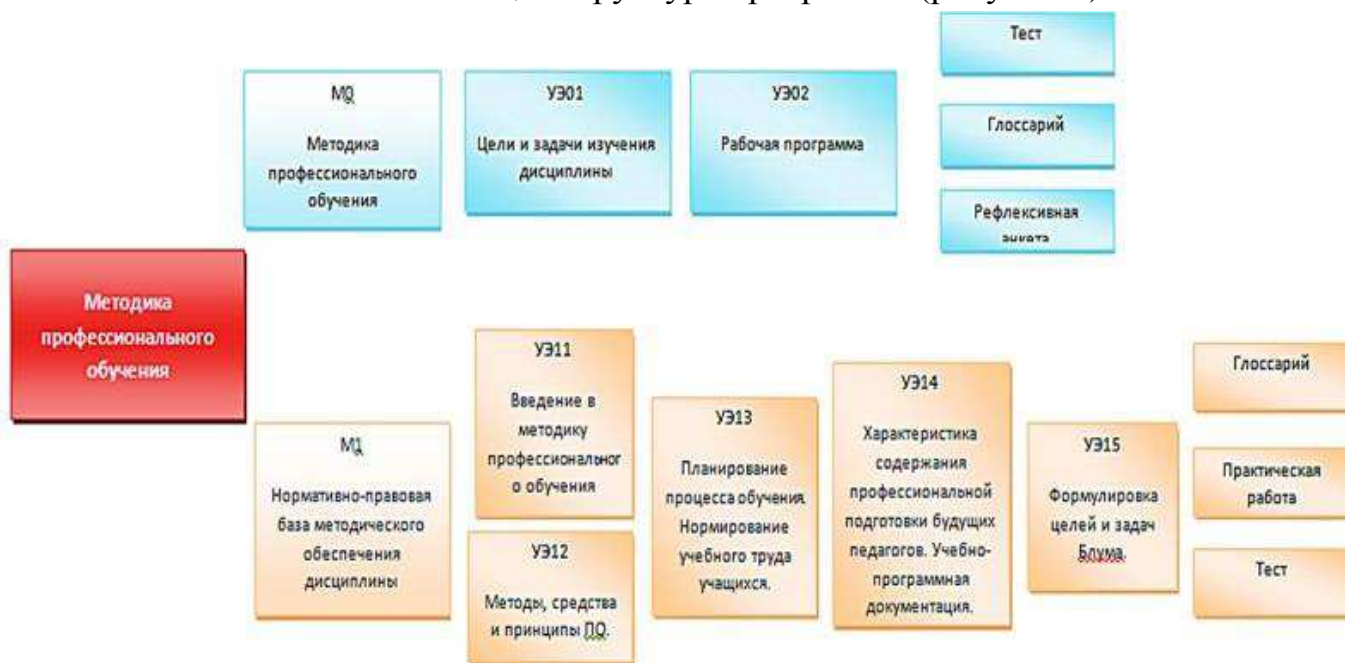 Тест
М0
Методика
профессионального
обучения
УЭ01
Цели и задачи изучения
дисциплины
УЭ02
Рабочая программа
Глоссарий
Рефлексивная
анкета
Методика
профессионального
обучения
М1
Нормативно-правовая
база методического
обеспечения
дисциплины
УЭ11
Введение в
методику
профессиональног
о обучения
УЭ12
Методы, средства
и принципы ПО.
УЭ13
Планирование
процесса обучения.
Нормирование
учебного труда
учащихся.
УЭ14
Характеристика
содержания
профессиональной
подготовки будущих
педагогов. Учебно-
программная
документация.
УЭ15
Формулировка
целей и задач
Блума.
Глоссарий
Практическая
работа
Тест